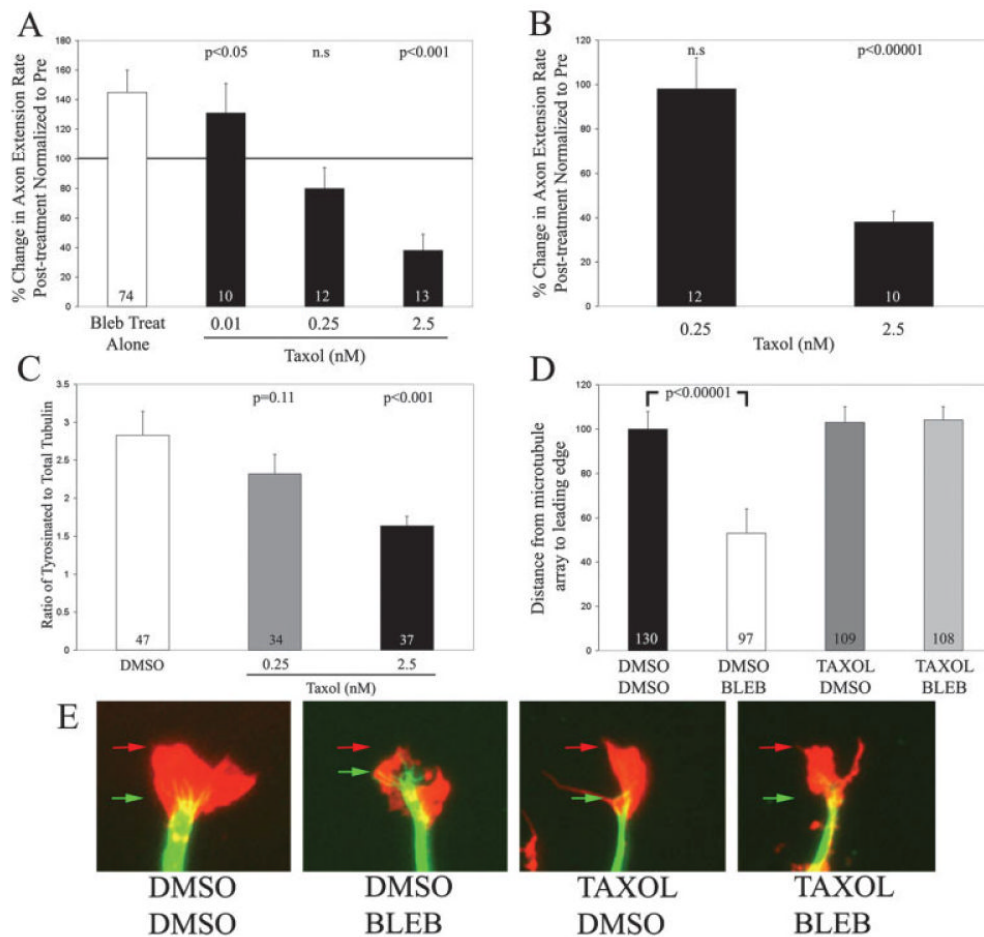 A
% Change in Axon Extension Rate
Post-treatment Normalized to Pre
180
160
140
120
100
80
60
40
20
0
p<0.05
n.s
p<0.001
74
10
12
13
Bleb Treat
Alone
0.01
0.25
2.5
Taxol (nM)
B
% Change in Axon Extension Rate
Post-treatment Normalized to Pre
120
100
80
60
40
20
0
n.s
p<0.00001
12
10
0.25
2.5
Taxol (nM)
C
Ratio of Tyrosinated to Total Tubulin
3.5
3
2.5
2
1.5
1
0.5
0
p=0.11
p<0.001
47
34
37
DMSO
0.25
2.5
Taxol (nM)
D
Distance from microtubule
array to leading edge
120
100
80
60
40
20
0
p<0.00001
130
97
109
108
DMSO
DMSO
DMSO
BLEB
TAXOL
DMSO
TAXOL
BLEB
E
DMSO
DMSO
DMSO
BLEB
TAXOL
DMSO
TAXOL
BLEB